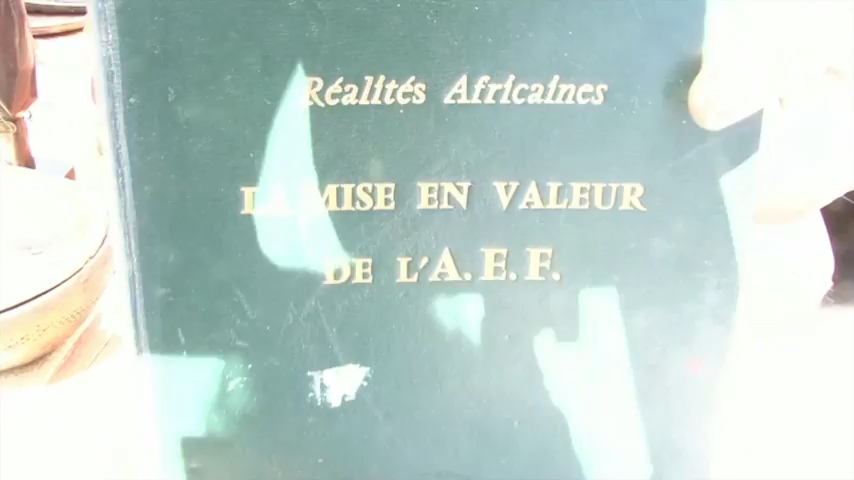 Réalités Africaines
LA MISE EN VALEUR
DE L'A.E.F.